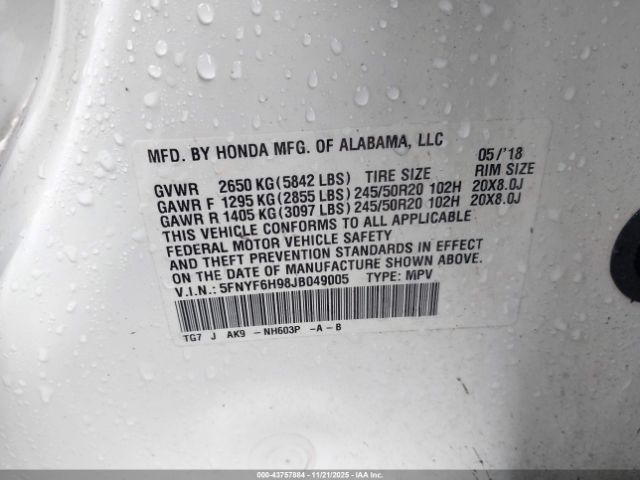 MFD. BY HONDA MFG. OF ALABAMA, LLC 05/'18
GVWR 2650 KG(5842 LBS) TIRE SIZE RIM SIZE
GAWR F 1295 KG(2855 LBS)245/50R20 102H 20X8.0J
GAWR R 1405 KG(3097 LBS)245/50R20 102H 20X8.0J
THIS VEHICLE CONFORMS TO ALL APPLICABLE
FEDERAL MOTOR VEHICLE SAFETY
AND THEFT PREVENTION STANDARDS IN EFFECT
ON THE DATE OF MANUFACTURE SHOWN ABOVE.
V.I.N.: 5FNYF6H98JB049005 TYPE: MPV
TG7 J AK9 -NH603P -A-B
000-43757884 | 11/21/2025 | IAA, Inc.